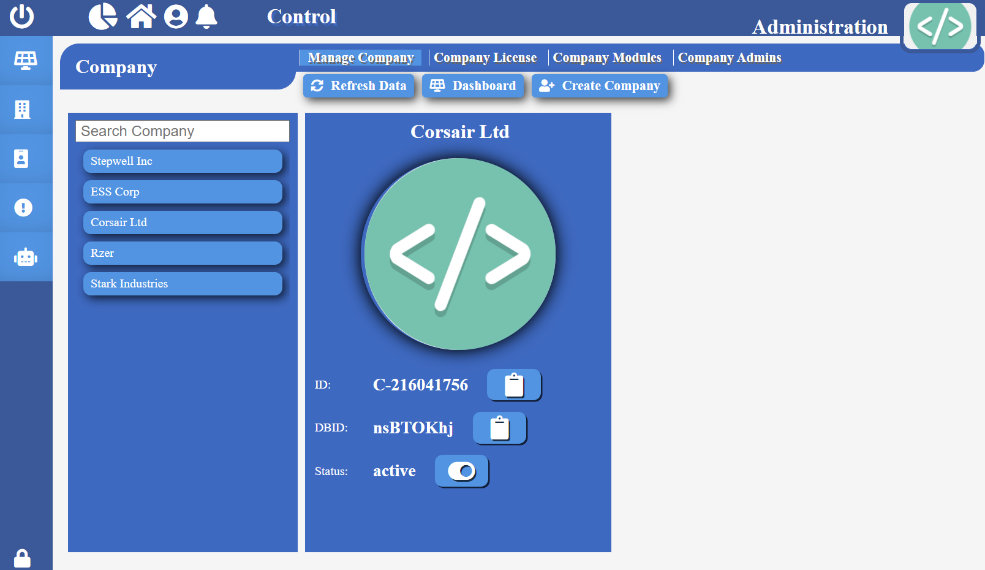 Control
Administration
Company
Manage Company
Company License
Company Modules
Company Admins
Refresh Data
Dashboard
Create Company
Search Company
Stepwell Inc
ESS Corp
Corsair Ltd
Rzer
Stark Industries
Corsair Ltd
</>
ID: C-216041756
DBID: nsBTOKhj
Status: active